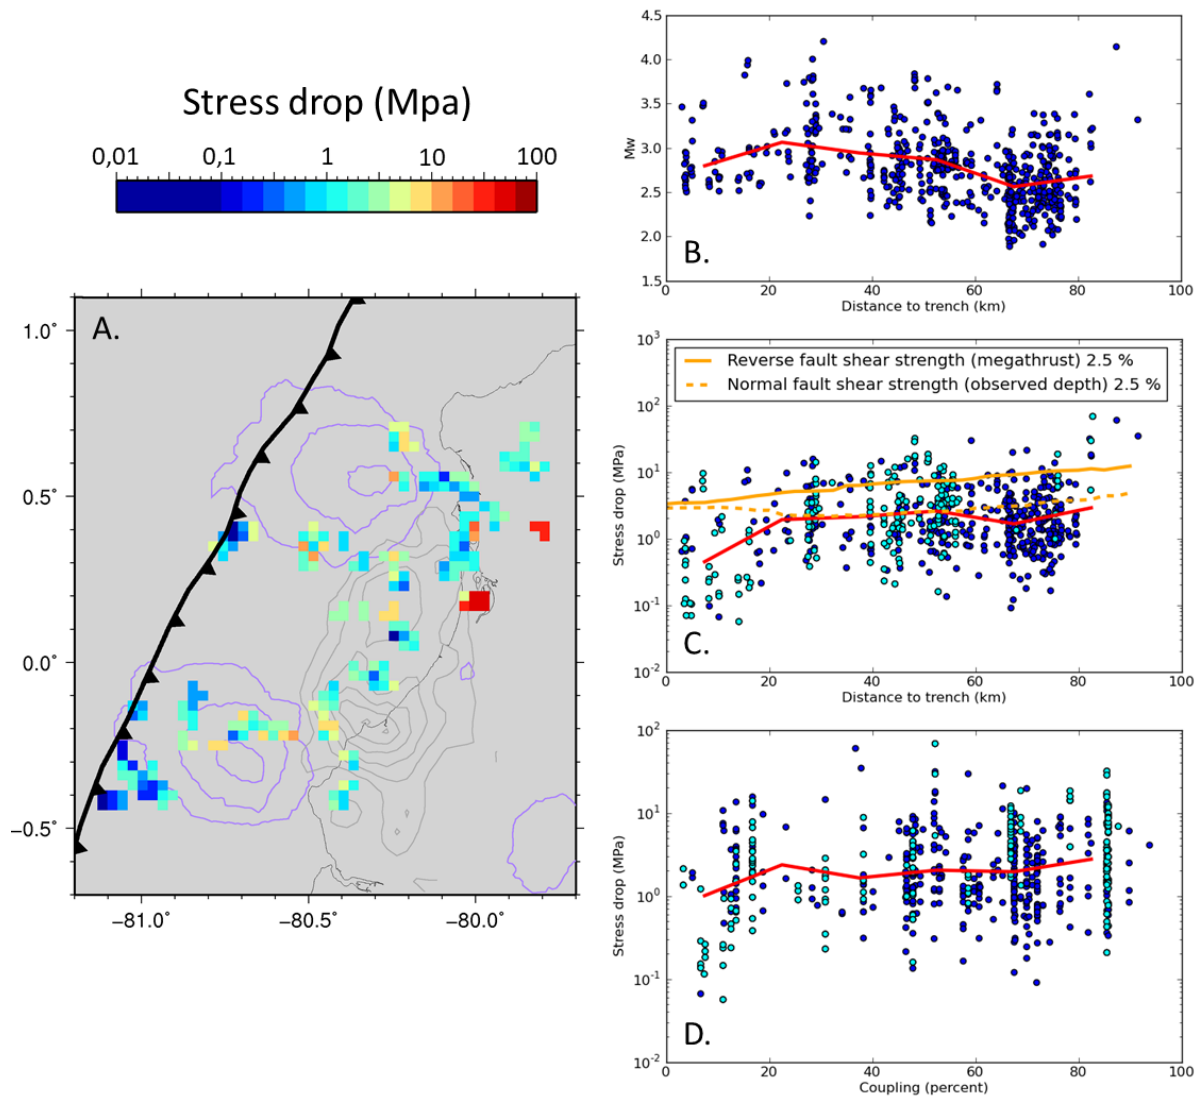 Stress drop (Mpa)
0,01 0,1 1 10 100
A.
1.0°
0.5°
0.0°
−0.5°
−81.0° −80.5° −80.0°
4.5
4.0
3.5
3.0
2.5
2.0
1.5
Mw
B.
0 20 40 60 80 100
Distance to trench (km)
10³
10²
10¹
10⁰
10⁻¹
10⁻²
Stress drop (MPa)
Reverse fault shear strength (megathrust) 2.5 %
Normal fault shear strength (observed depth) 2.5 %
C.
0 20 40 60 80 100
Distance to trench (km)
10²
10¹
10⁰
10⁻¹
10⁻²
Stress drop (MPa)
D.
0 20 40 60 80 100
Coupling (percent)